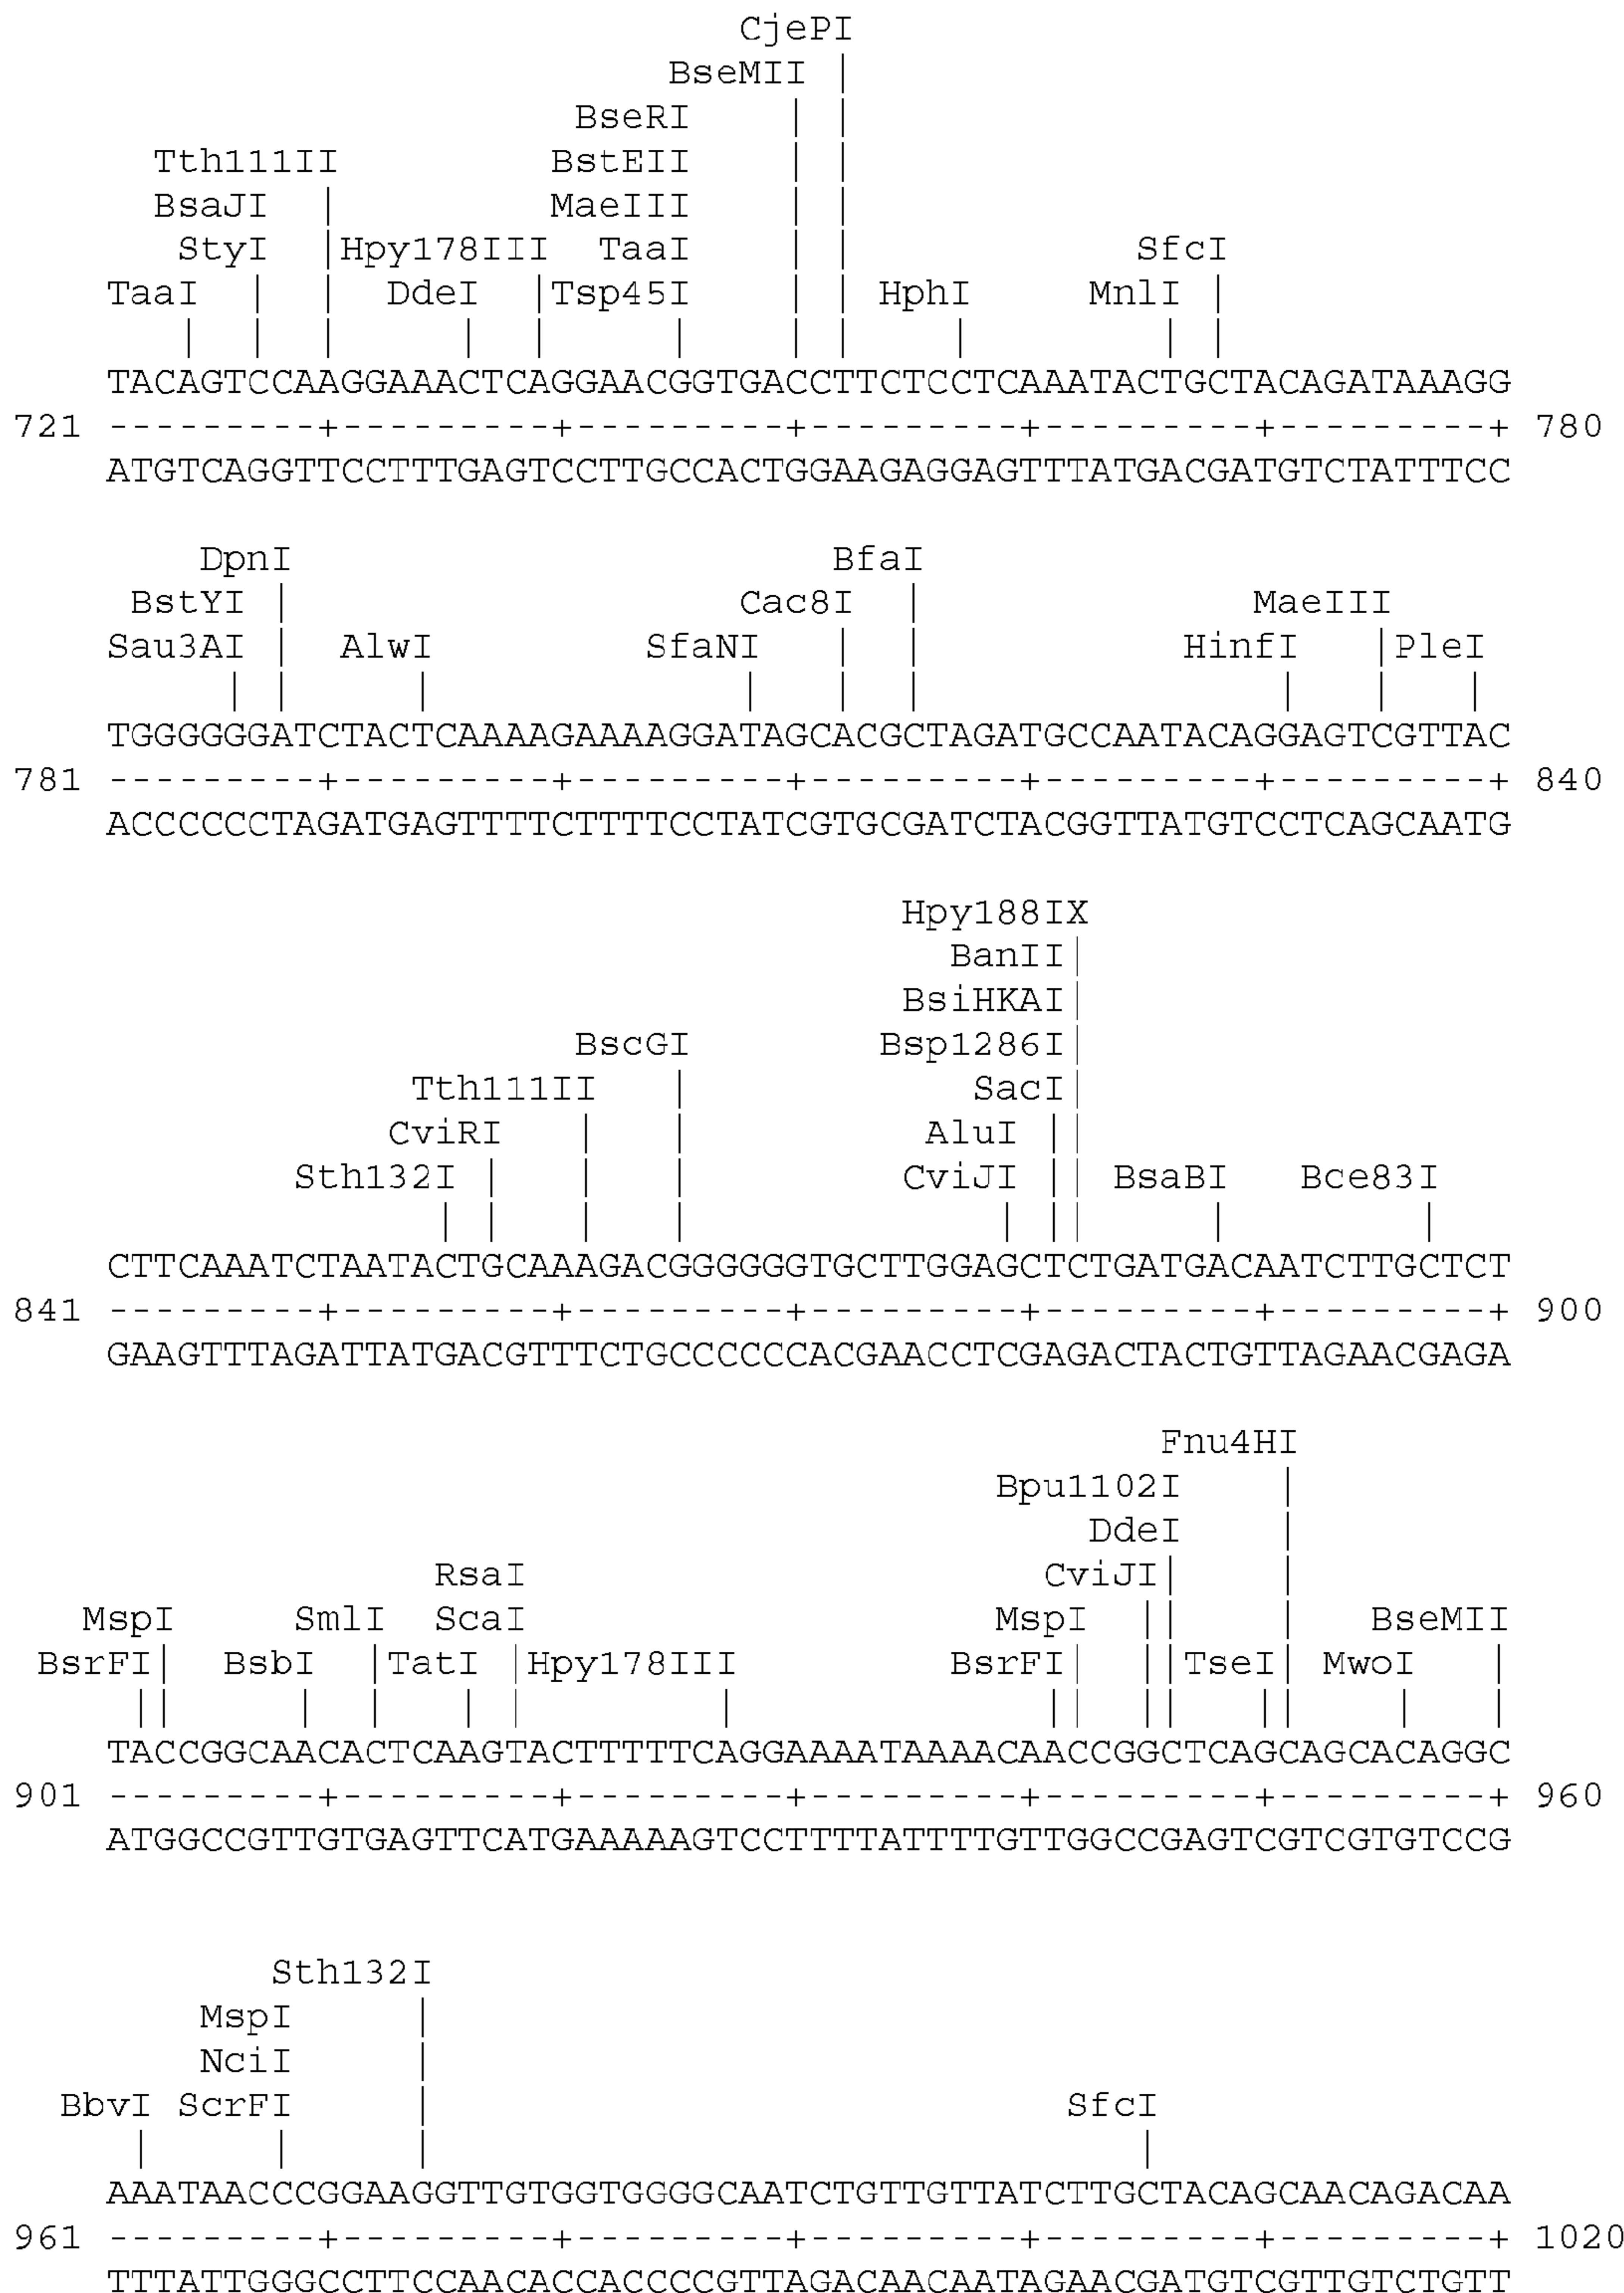 CjePI
BseMII |
BseRI | |
Tth111II BstEII | |
BsaJI | MaeIII | |
StyI |Hpy178III TaaI | | SfcI
TaaI | | DdeI |Tsp45I | | HphI MnlI |
| | | | | | | | | | |
TACAGTCCAAGGAAACTCAGGAACGGTGACCTTCTCCTCAAATACTGCTACAGATAAAGG
721 ---------+---------+---------+---------+---------+---------+ 780
ATGTCAGGTTCCTTTGAGTCCTTGCCACTGGAAGAGGAGTTTATGACGATGTCTATTTCC
DpnI BfaI
BstYI | Cac8I | MaeIII
Sau3AI | AlwI SfaNI | | HinfI |PleI
| | | | | | | | |
TGGGGGGATCTACTCAAAAGAAAAGGATAGCACGCTAGATGCCAATACAGGAGTCGTTAC
781 ---------+---------+---------+---------+---------+---------+ 840
ACCCCCCTAGATGAGTTTTCTTTTCCTATCGTGCGATCTACGGTTATGTCCTCAGCAATG
Hpy188IX
BanII|
BsiHKAI|
BscGI Bsp1286I|
Tth111II | SacI|
CviRI | | AluI ||
Sth132I | | | CviJI || BsaBI Bce83I
| | | | | || | |
CTTCAAATCTAATACTGCAAAGACGGGGGGTGCTTGGAGCTCTGATGACAATCTTGCTCT
841 ---------+---------+---------+---------+---------+---------+ 900
GAAGTTTAGATTATGACGTTTCTGCCCCCCACGAACCTCGAGACTACTGTTAGAACGAGA
Fnu4HI
Bpu1102I |
DdeI |
RsaI CviJI| |
MspI SmlI ScaI MspI || | BseMII
BsrFI| BsbI |TatI |Hpy178III BsrFI| ||TseI| MwoI |
|| | | | | | || || || | |
TACCGGCAACACTCAAGTACTTTTTCAGGAAAATAAAACAACCGGCTCAGCAGCACAGGC
901 ---------+---------+---------+---------+---------+---------+ 960
ATGGCCGTTGTGAGTTCATGAAAAAGTCCTTTTATTTTGTTGGCCGAGTCGTCGTGTCCG
Sth132I
MspI |
NciI |
BbvI ScrFI | SfcI
| | | |
AAATAACCCGGAAGGTTGTGGTGGGGCAATCTGTTGTTATCTTGCTACAGCAACAGACAA
961 ---------+---------+---------+---------+---------+---------+ 1020
TTTATTGGGCCTTCCAACACCACCCCGTTAGACAACAATAGAACGATGTCGTTGTCTGTT